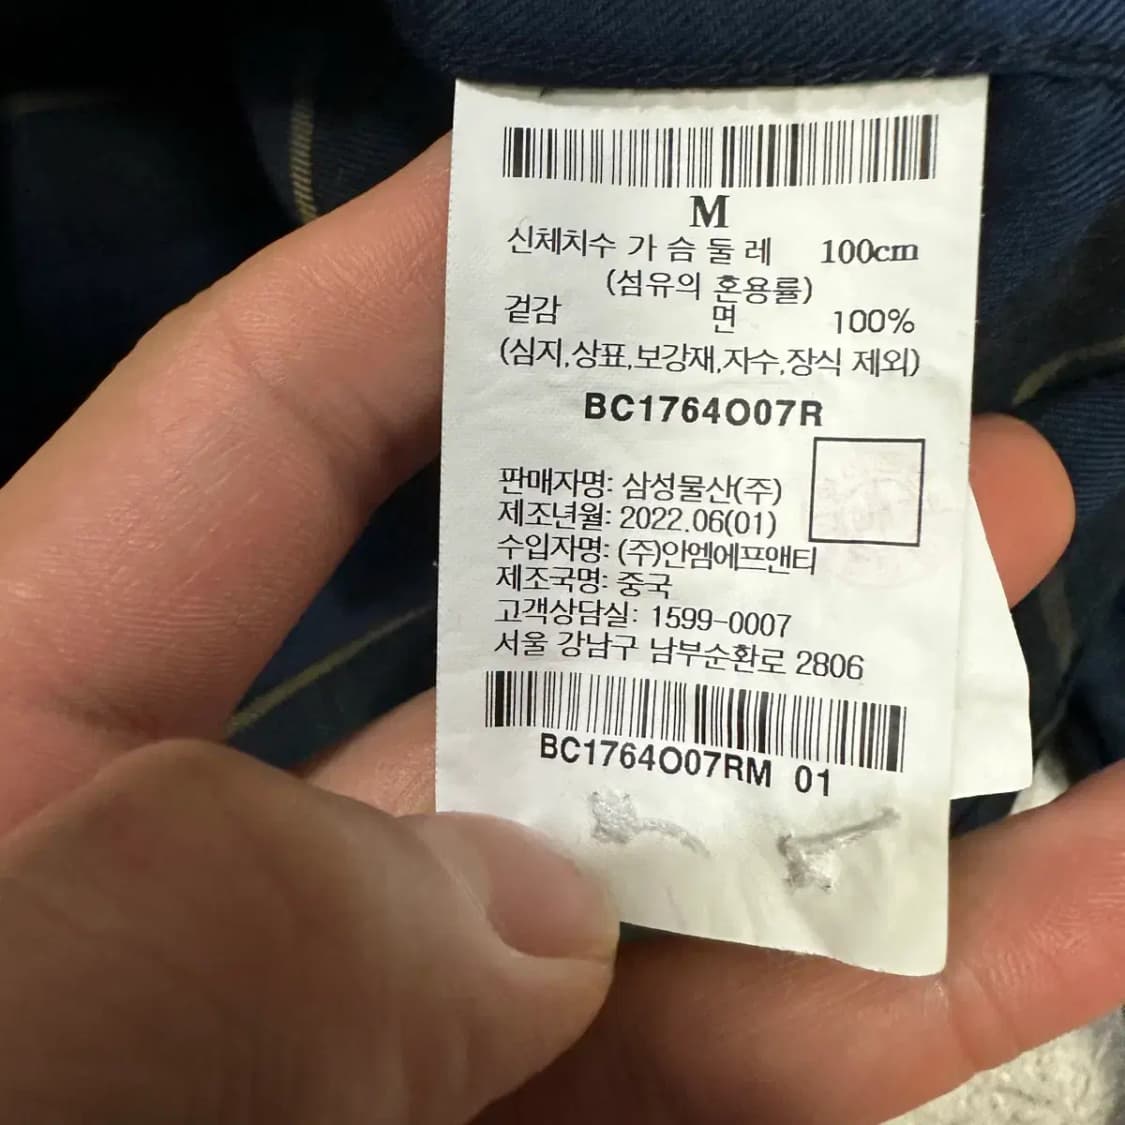 M
신체치수 가 슴 둘 레 100cm
(섬유의 혼용률)
겉감 면 100%
(심지,상표,보강재,자수,장식 제외)
BC1764O07R
판매자명: 삼성물산(주)
제조년월: 2022.06(01)
수입자명: (주)안엠에프앤티
제조국명: 중국
고객상담실: 1599-0007
서울 강남구 남부순환로 2806
BC1764O07RM 01